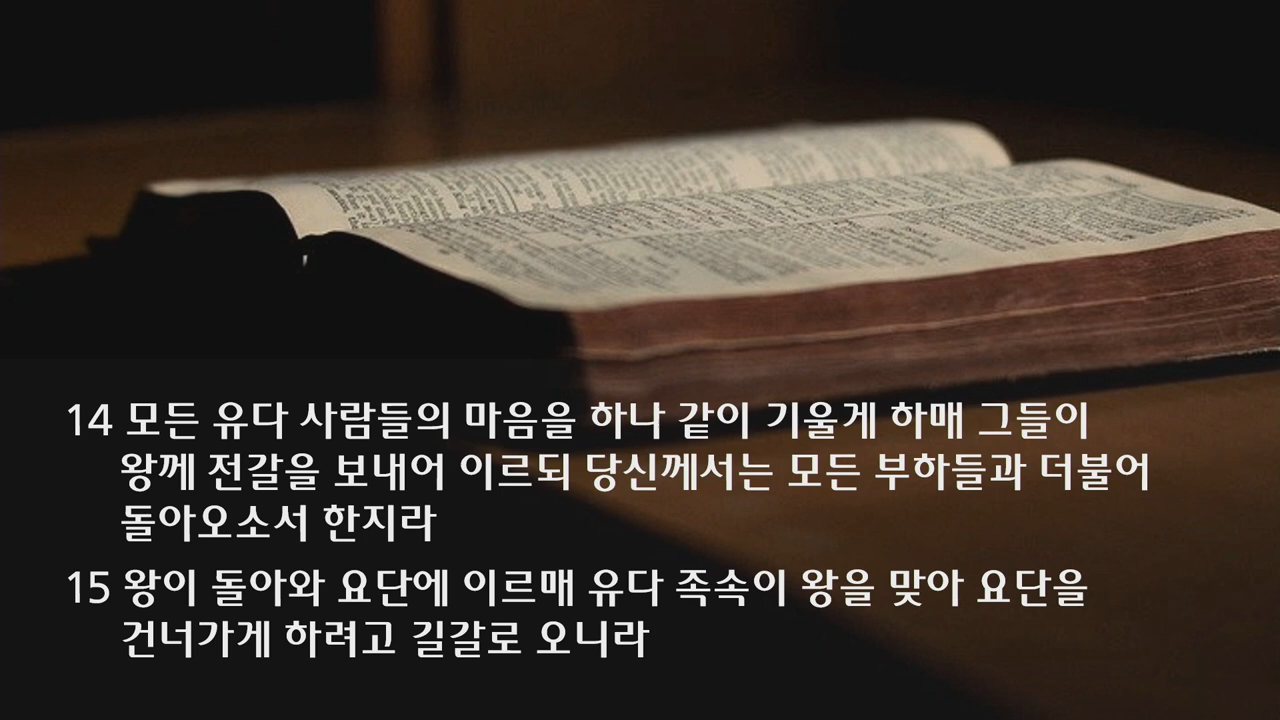 14 모든 유다 사람들의 마음을 하나 같이 기울게 하매 그들이
왕께 전갈을 보내어 이르되 당신께서는 모든 부하들과 더불어
돌아오소서 한지라
15 왕이 돌아와 요단에 이르매 유다 족속이 왕을 맞아 요단을
건너가게 하려고 길갈로 오니라